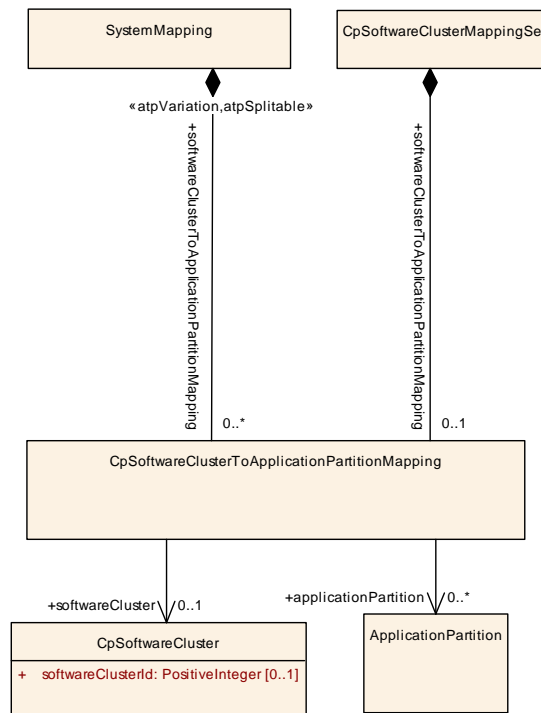 SystemMapping
CpSoftwareClusterMappingSe
«atpVariation,atpSplitable»
+softwareClusterToApplicationPartitionMapping
+softwareClusterToApplicationPartitionMapping
0..*
0..1
CpSoftwareClusterToApplicationPartitionMapping
+softwareCluster
0..1
+applicationPartition
0..*
CpSoftwareCluster
ApplicationPartition
+ softwareClusterId: PositiveInteger [0..1]